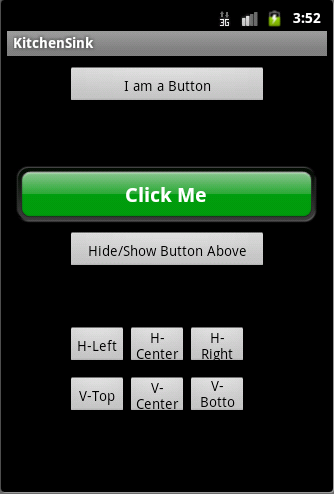 3G 3:52
KitchenSink
I am a Button
Click Me
Hide/Show Button Above
H-Left H-Center H-Right
V-Top V-Center V-Botto